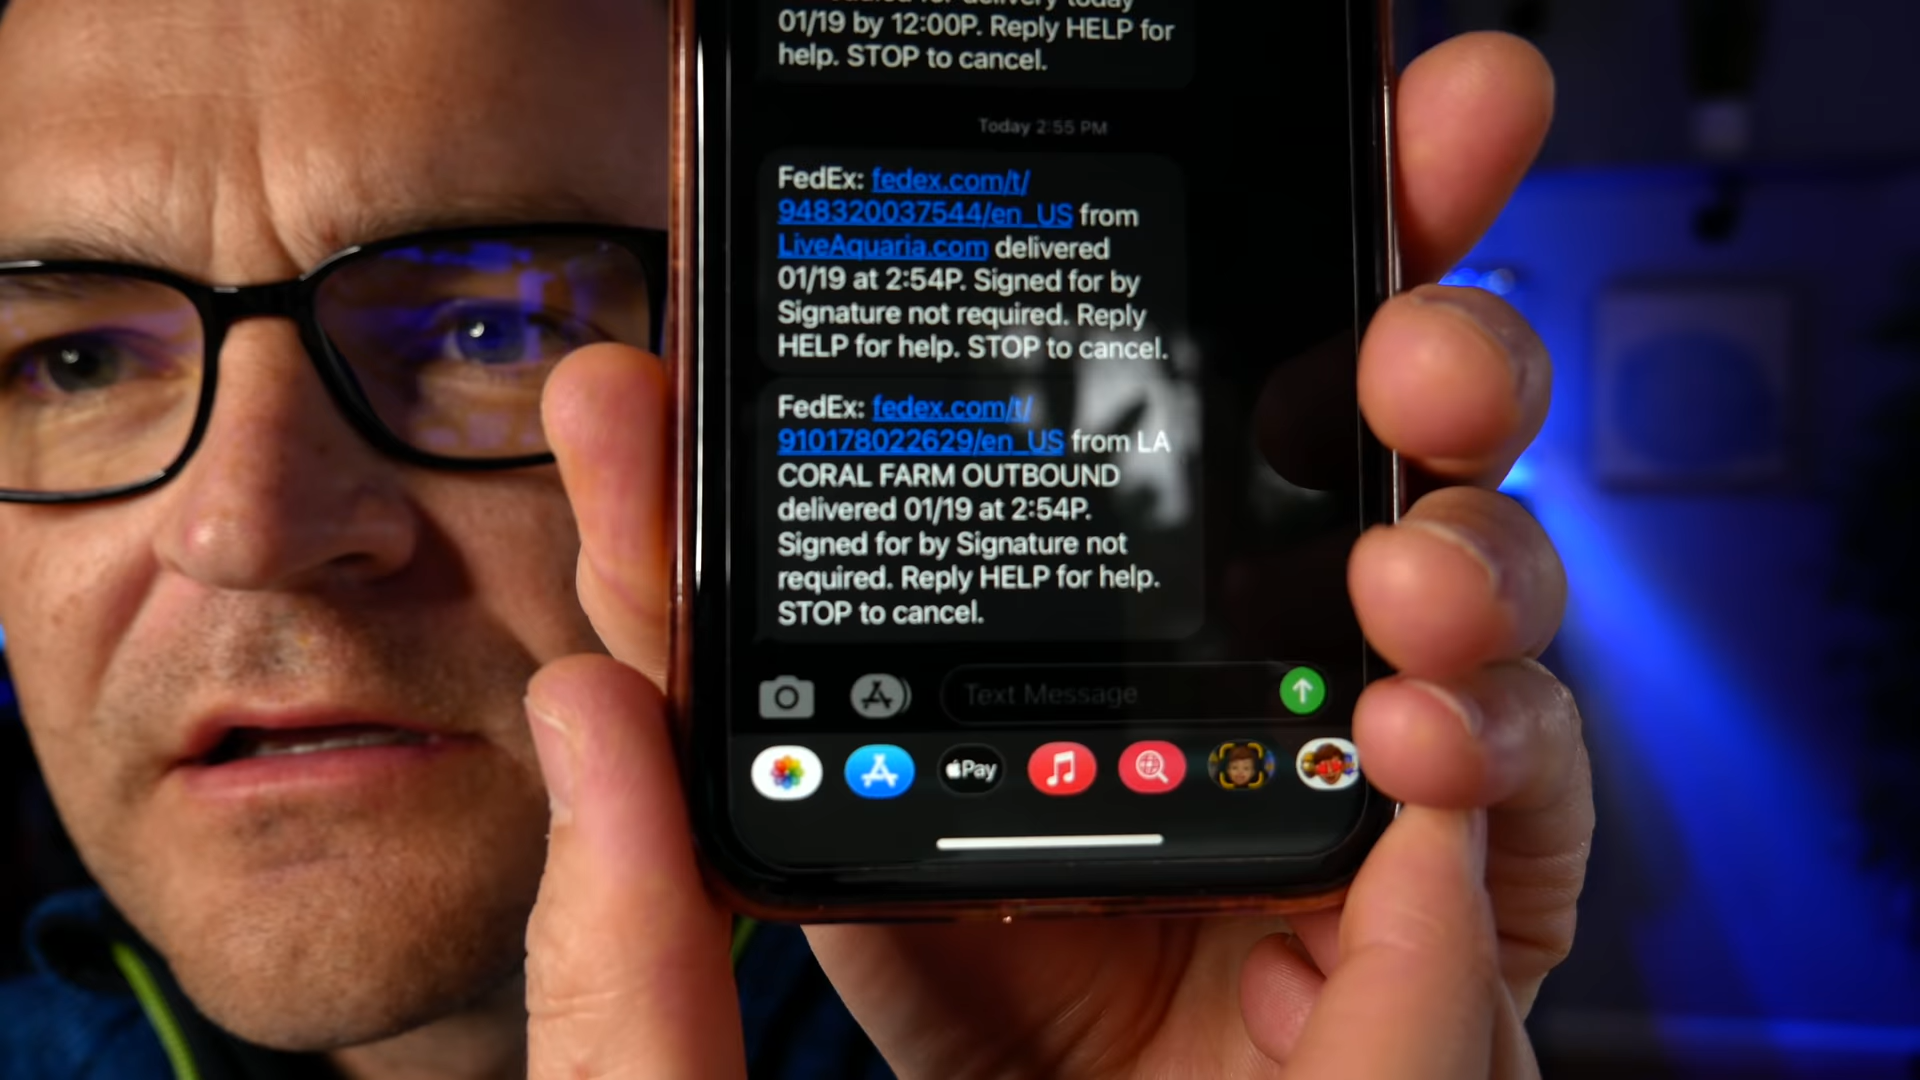 for delivery today
01/19 by 12:00P. Reply HELP for
help. STOP to cancel.
Today 2:55 PM
FedEx: fedex.com/t/
948320037544/en_US from
LiveAquaria.com delivered
01/19 at 2:54P. Signed for by
Signature not required. Reply
HELP for help. STOP to cancel.
FedEx: fedex.com/t/
910178022629/en_US from LA
CORAL FARM OUTBOUND
delivered 01/19 at 2:54P.
Signed for by Signature not
required. Reply HELP for help.
STOP to cancel.
Text Message
Pay